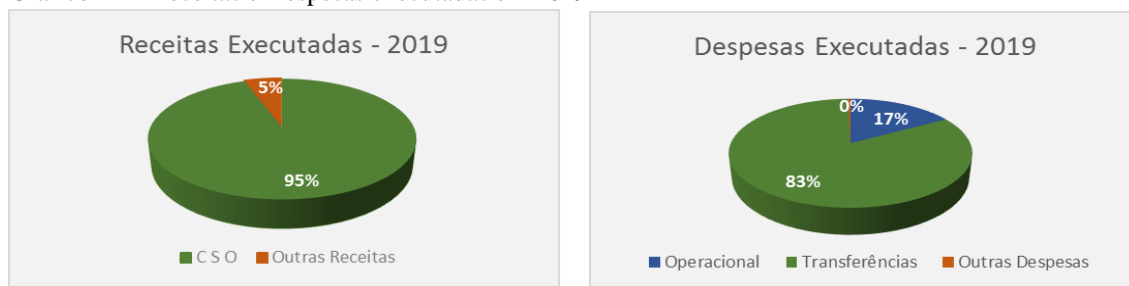 Receitas Executadas - 2019
5%
95%
C S O Outras Receitas
Despesas Executadas - 2019
0%
17%
83%
Operacional Transferências Outras Despesas